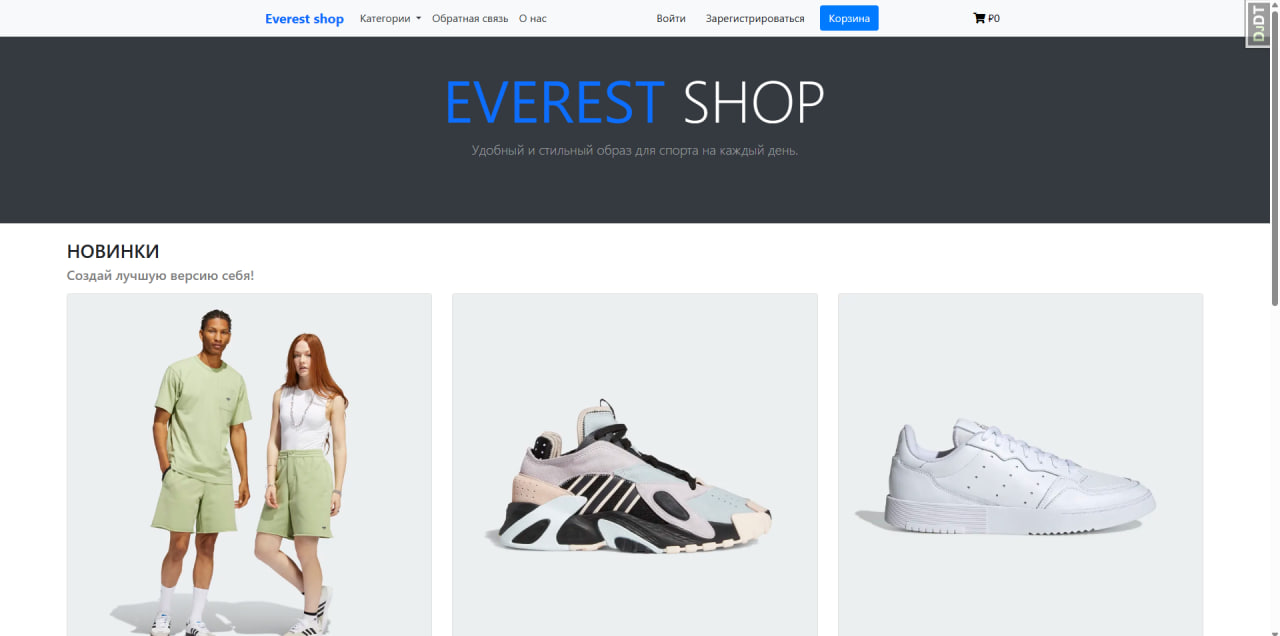 Everest shop Категории Обратная связь О нас Войти Зарегистрироваться Корзина ₽0
DJDT
EVEREST SHOP
Удобный и стильный образ для спорта на каждый день.
НОВИНКИ
Создай лучшую версию себя!